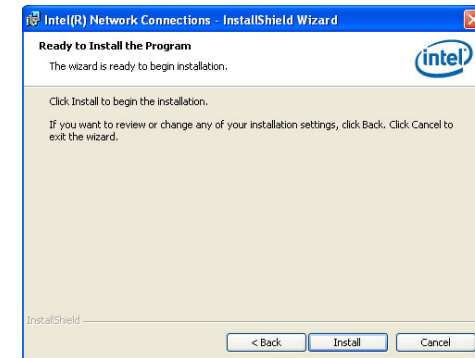 Intel(R) Network Connections - InstallShield Wizard
Ready to Install the Program
The wizard is ready to begin installation.
intel
Click Install to begin the installation.
If you want to review or change any of your installation settings, click Back. Click Cancel to
exit the wizard.
InstallShield
< Back
Install
Cancel